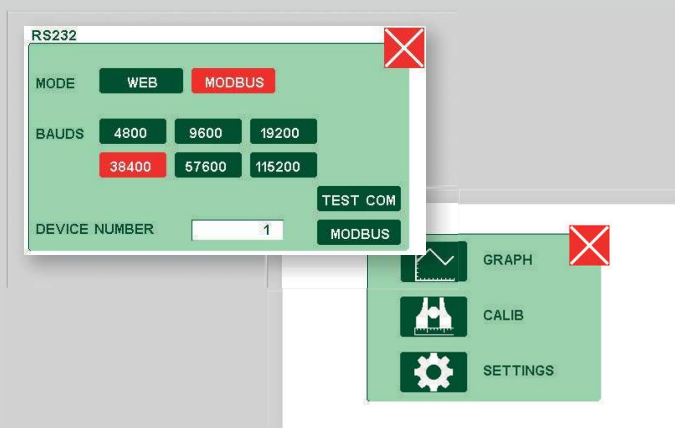 RS232
MODE WEB MODBUS
BAUDS 4800 9600 19200
38400 57600 115200
TEST COM
DEVICE NUMBER 1 MODBUS
GRAPH
CALIB
SETTINGS